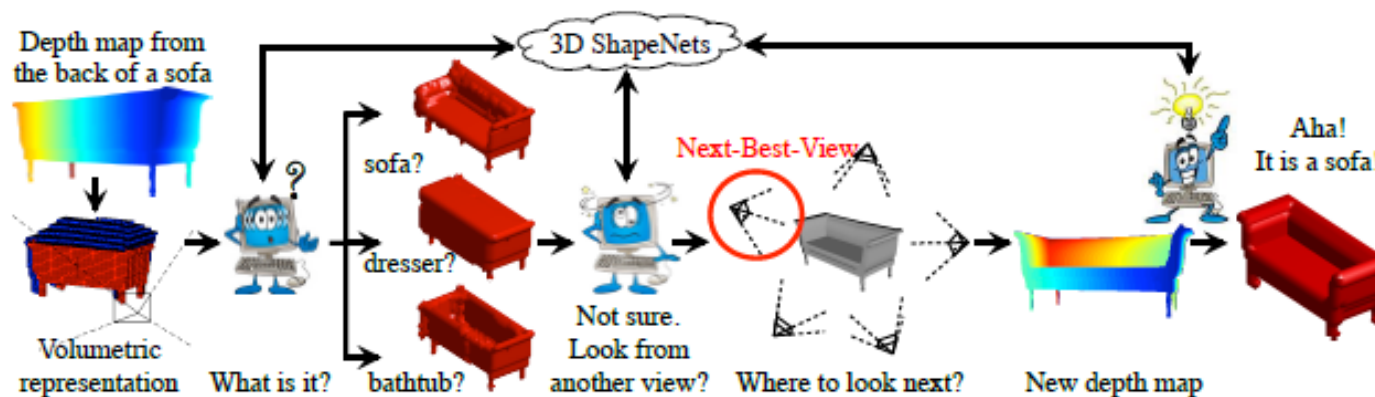 Depth map from
the back of a sofa
3D ShapeNets
?
sofa?
dresser?
bathtub?
Volumetric
representation
What is it?
Not sure.
Look from
another view?
Next-Best-View
Where to look next?
New depth map
Aha!
It is a sofa!